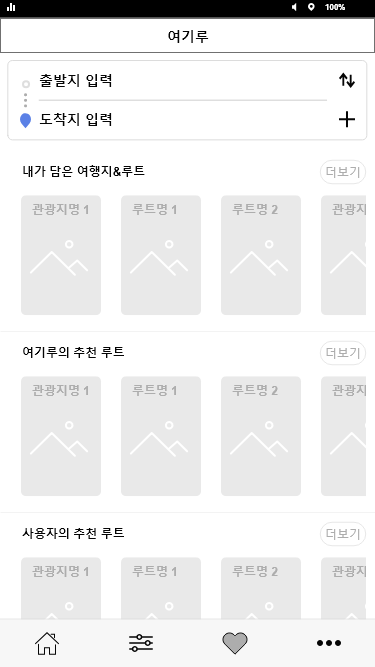 100%
여기루
출발지 입력
도착지 입력
내가 담은 여행지&루트 더보기
관광지명 1 루트명 1 루트명 2 관광지
여기루의 추천 루트 더보기
관광지명 1 루트명 1 루트명 2 관광지
사용자의 추천 루트 더보기
관광지명 1 루트명 1 루트명 2 관광지